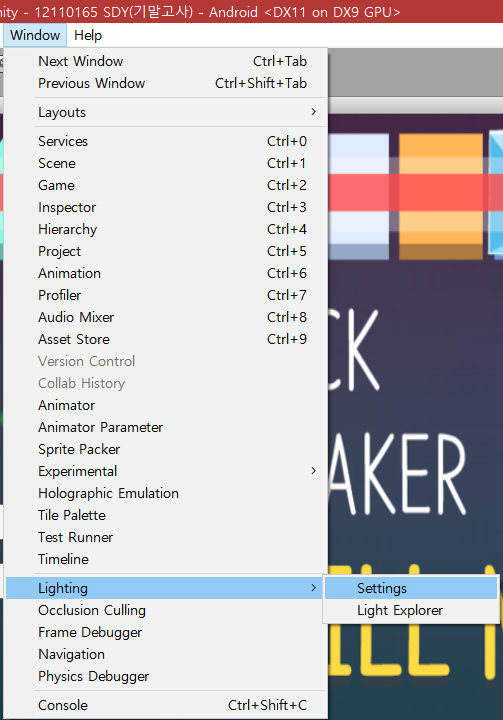 nity - 12110165 SDY(기말고사) - Android <DX11 on DX9 GPU>
Window Help
Next Window Ctrl+Tab
Previous Window Ctrl+Shift+Tab
Layouts
Services Ctrl+0
Scene Ctrl+1
Game Ctrl+2
Inspector Ctrl+3
Hierarchy Ctrl+4
Project Ctrl+5
Animation Ctrl+6
Profiler Ctrl+7
Audio Mixer Ctrl+8
Asset Store Ctrl+9
Version Control
Collab History
Animator
Animator Parameter
Sprite Packer
Experimental
Holographic Emulation
Tile Palette
Test Runner
Timeline
Lighting
Occlusion Culling
Frame Debugger
Navigation
Physics Debugger
Console Ctrl+Shift+C
Settings
Light Explorer
CK
AKER
ILL